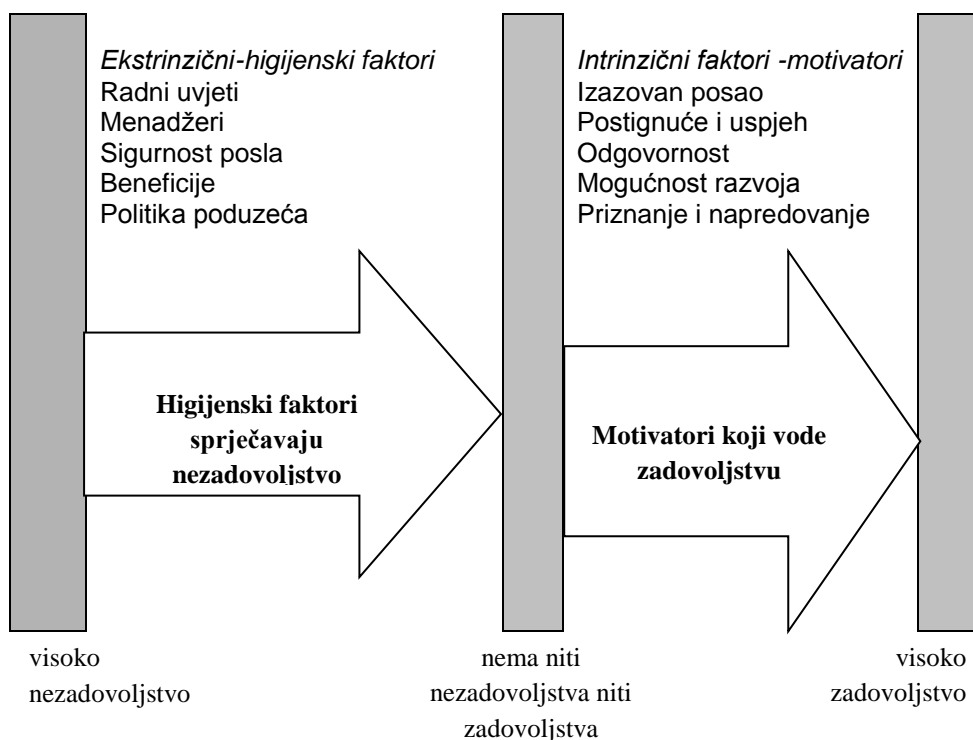 Ekstrinzični-higijenski faktori
Radni uvjeti
Menadžeri
Sigurnost posla
Beneficije
Politika poduzeća
Intrinzični faktori -motivatori
Izazovan posao
Postignuće i uspjeh
Odgovornost
Mogućnost razvoja
Priznanje i napredovanje
Higijenski faktori
sprječavaju
nezadovoljstvo
Motivatori koji vode
zadovoljstvu
visoko
nezadovoljstvo
nema niti
nezadovoljstva niti
zadovoljstva
visoko
zadovoljstvo